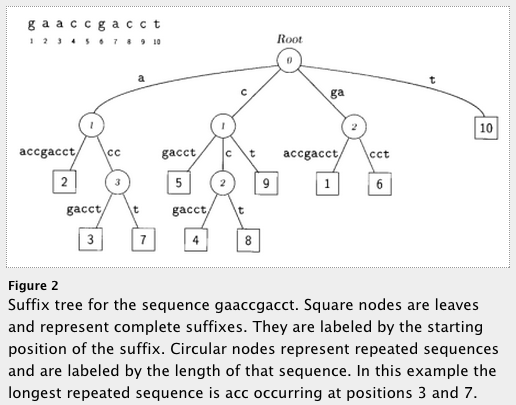 g a a c c g a c c t
1 2 3 4 5 6 7 8 9 10
Root
0
a
c
ga
t
1
1
2
10
accgacct
cc
gacct
c
t
accgacct
cct
2
3
5
2
9
1
6
gacct
t
gacct
t
3
7
4
8
Figure 2
Suffix tree for the sequence gaaccgacct. Square nodes are leaves
and represent complete suffixes. They are labeled by the starting
position of the suffix. Circular nodes represent repeated sequences
and are labeled by the length of that sequence. In this example the
longest repeated sequence is acc occurring at positions 3 and 7.